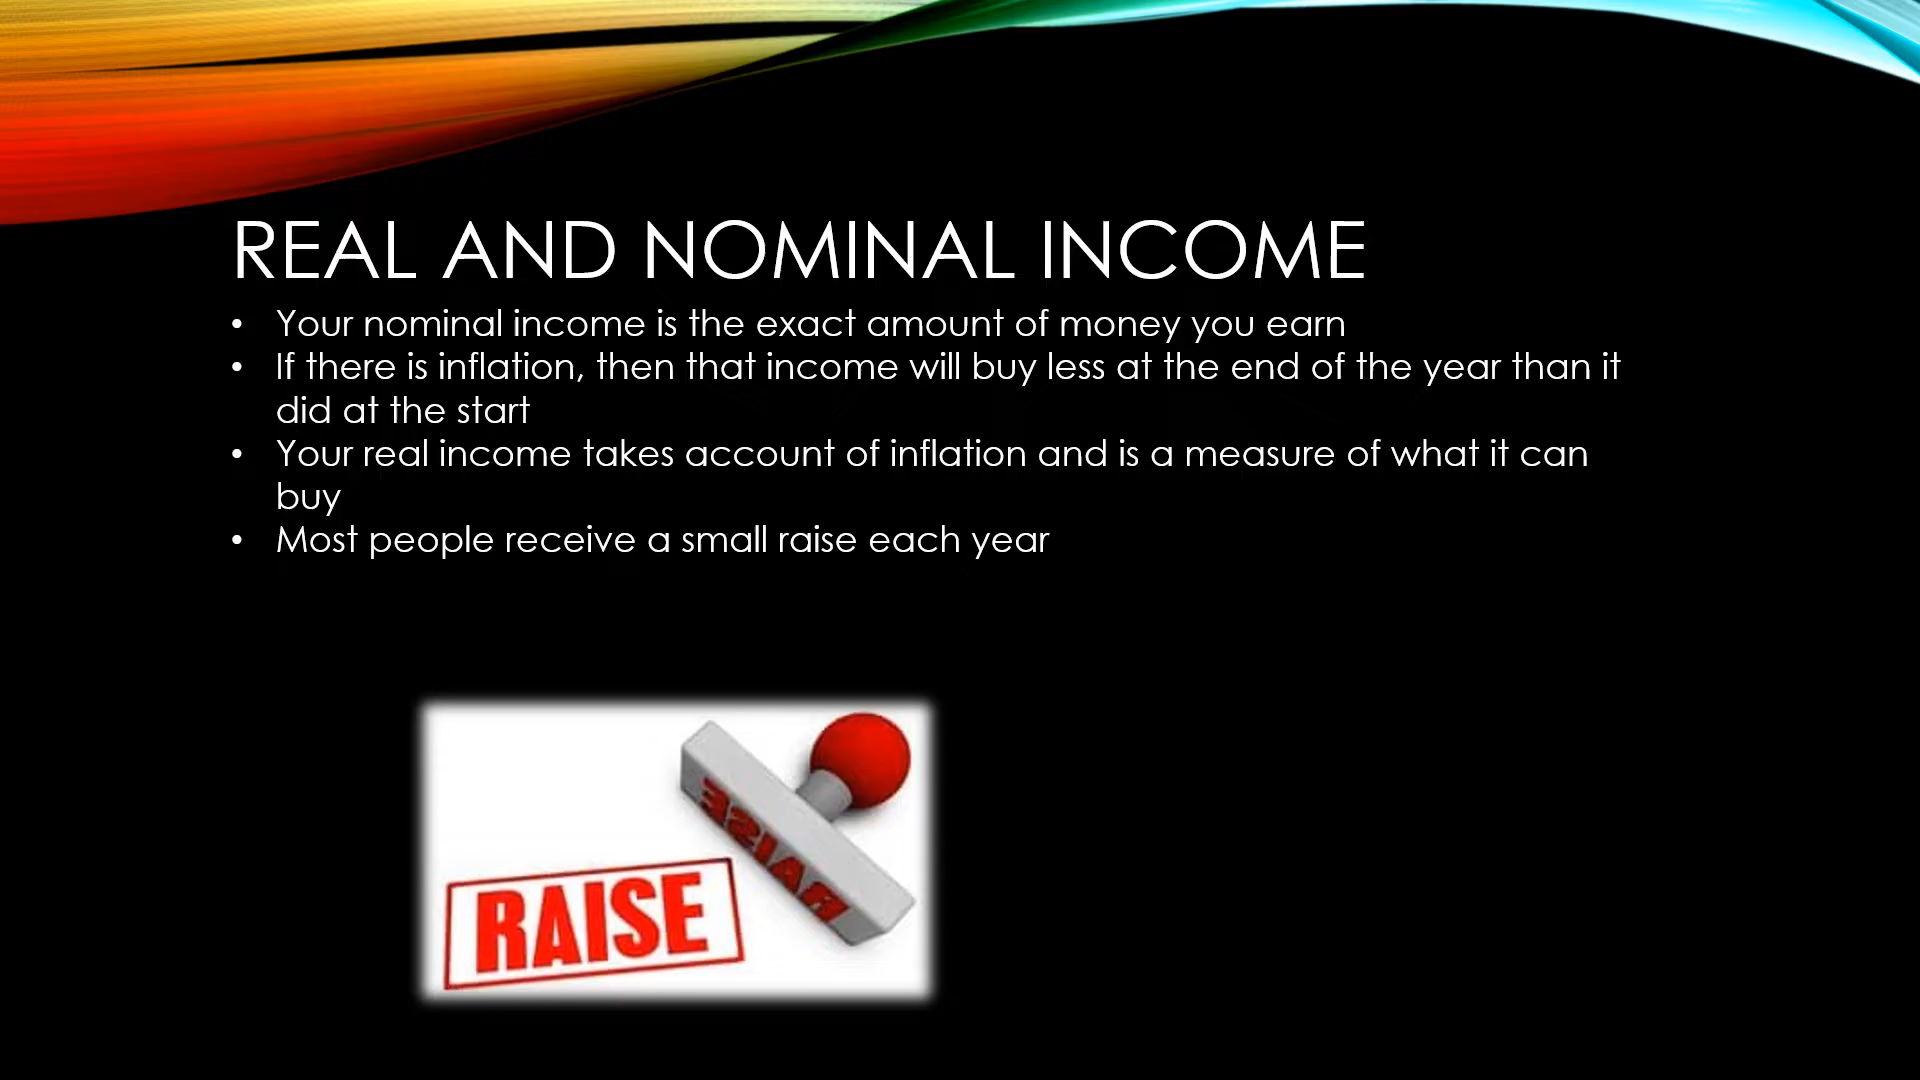 REAL AND NOMINAL INCOME
• Your nominal income is the exact amount of money you earn
• If there is inflation, then that income will buy less at the end of the year than it
did at the start
• Your real income takes account of inflation and is a measure of what it can
buy
• Most people receive a small raise each year
RAISE
RAISE